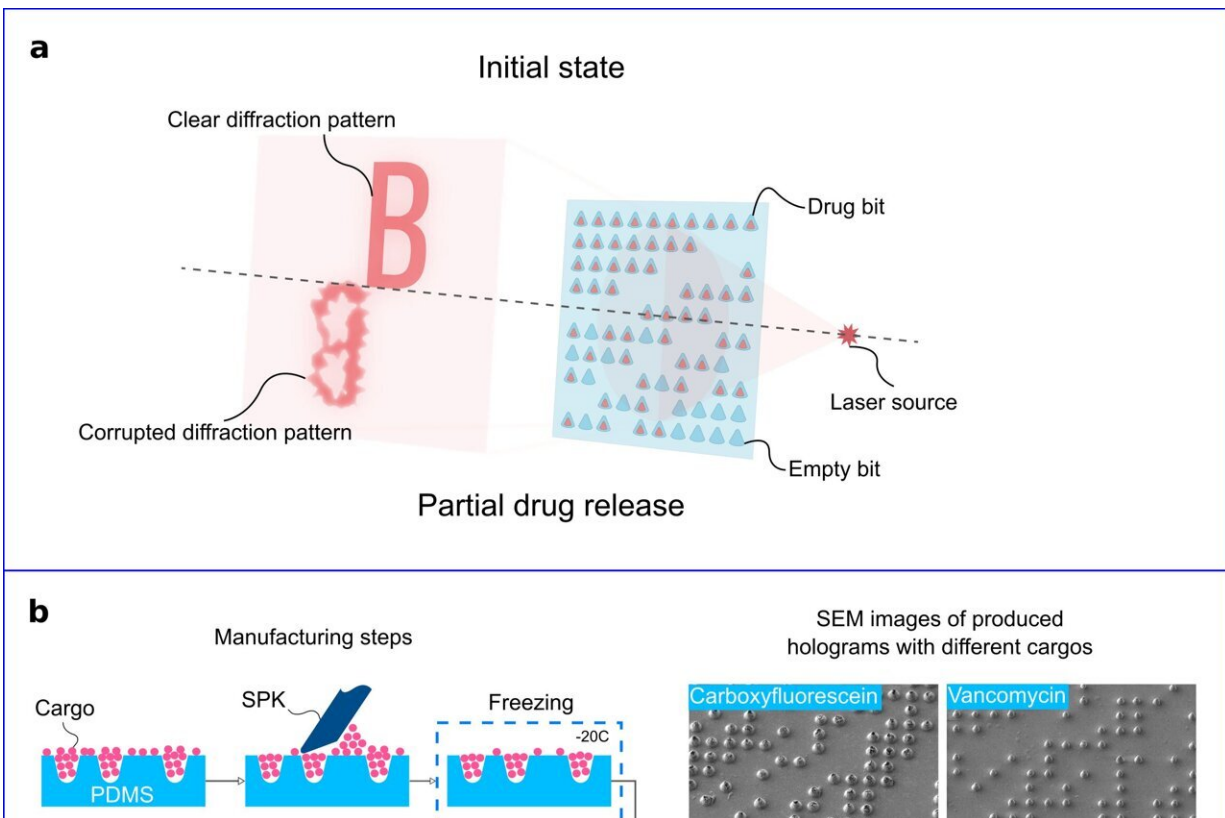 a
Initial state
Clear diffraction pattern
Drug bit
Laser source
Corrupted diffraction pattern
Empty bit
Partial drug release
b
Manufacturing steps
SEM images of produced
holograms with different cargos
Cargo
SPK
Freezing
-20C
PDMS
Carboxyfluorescein
Vancomycin